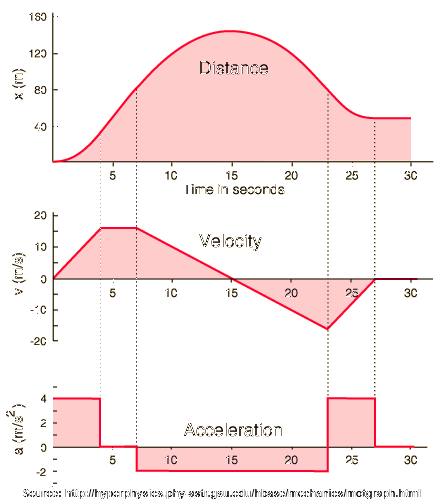 160
120
80
40
x (m)
Distance
5 10 15 20 25 30
Time in seconds
20
10
0
-10
-20
v (m/s)
Velocity
5 10 15 20 25 30
4
2
0
-2
a (m/s²)
Acceleration
10 15 20 30
Source: http://hyperphysics.phy-astr.gsu.edu/hbase/mechanics/motgraph.html